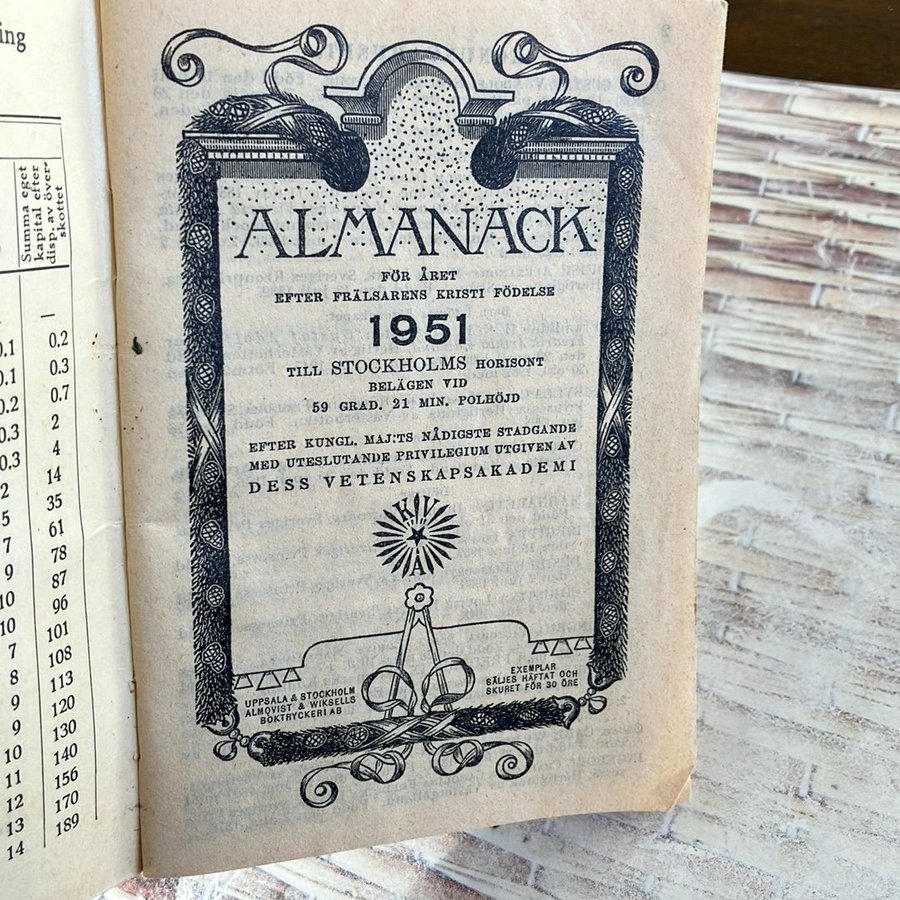 ing
Summa eget
kapital efter
disp. av över-
skottet
—
0.1 0.2
0.1 0.3
0.2 0.7
0.3 2
0.3 4
2 14
5 35
7 61
9 78
10 87
10 96
7 101
8 108
9 113
9 120
10 130
11 140
12 156
13 170
14 189
ALMANACK
FÖR ÅRET
EFTER FRÄLSARENS KRISTI FÖDELSE
1951
TILL STOCKHOLMS HORISONT
BELÄGEN VID
59 GRAD. 21 MIN. POLHÖJD
EFTER KUNGL. MAJ:TS NÅDIGSTE STADGANDE
MED UTESLUTANDE PRIVILEGIUM UTGIVEN AV
DESS VETENSKAPSAKADEMI
KVA
UPPSALA & STOCKHOLM
ALMQVIST & WIKSELLS
BOKTRYCKERI AB
EXEMPLAR
SÄLJES HÄFTAT OCH
SKURET FÖR 30 ÖRE